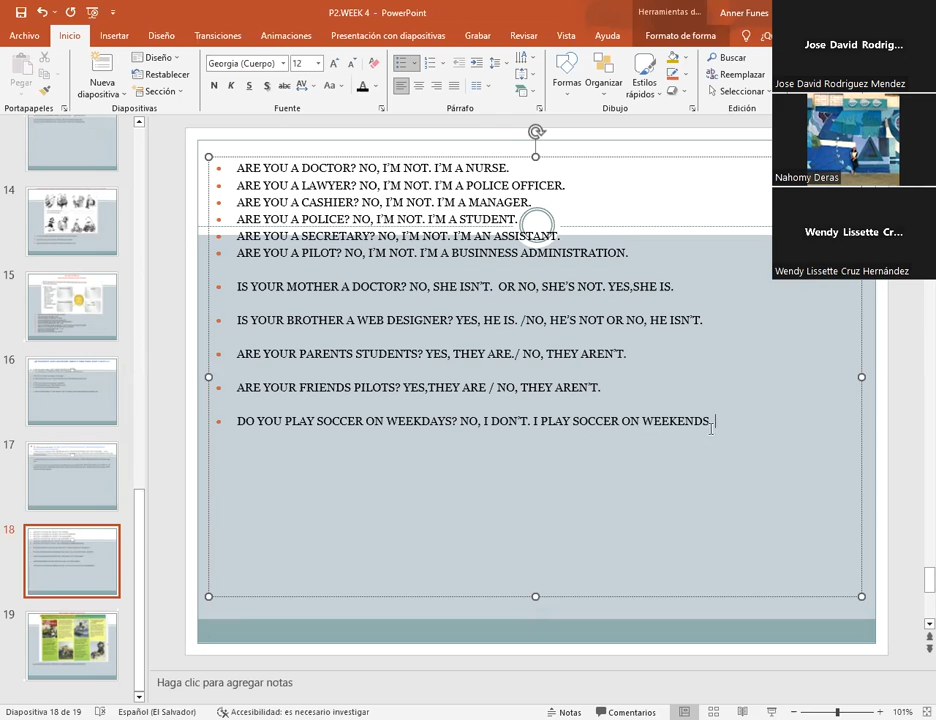 P2.WEEK 4 - PowerPoint
Herramientas d...
Anner Funes
Archivo Inicio Insertar Diseño Transiciones Animaciones Presentación con diapositivas Grabar Revisar Vista Ayuda Formato de forma ¿Q
Pegar
Nueva diapositiva
Diseño
Restablecer
Sección
Georgia (Cuerpo) 12
N K S abc AV Aa A
Formas
Organizar
Estilos rápidos
Buscar
Reemplazar
Seleccionar
Portapapeles
Diapositivas
Fuente
Párrafo
Dibujo
Edición
Jose David Rodrig...
Jose David Rodriguez Mendez
Nahomy Deras
Wendy Lissette Cr...
Wendy Lissette Cruz Hernández
14
15
16
17
18
19
ARE YOU A DOCTOR? NO, I'M NOT. I'M A NURSE.
ARE YOU A LAWYER? NO, I'M NOT. I'M A POLICE OFFICER.
ARE YOU A CASHIER? NO, I'M NOT. I'M A MANAGER.
ARE YOU A POLICE? NO, I'M NOT. I'M A STUDENT.
ARE YOU A SECRETARY? NO, I'M NOT. I'M AN ASSISTANT.
ARE YOU A PILOT? NO, I'M NOT. I'M A BUSINNESS ADMINISTRATION.
IS YOUR MOTHER A DOCTOR? NO, SHE ISN'T. OR NO, SHE'S NOT. YES,SHE IS.
IS YOUR BROTHER A WEB DESIGNER? YES, HE IS. /NO, HE'S NOT OR NO, HE ISN'T.
ARE YOUR PARENTS STUDENTS? YES, THEY ARE./ NO, THEY AREN'T.
ARE YOUR FRIENDS PILOTS? YES,THEY ARE / NO, THEY AREN'T.
DO YOU PLAY SOCCER ON WEEKDAYS? NO, I DON'T. I PLAY SOCCER ON WEEKENDS.
Haga clic para agregar notas
Diapositiva 18 de 19 Español (El Salvador) Accesibilidad: es necesario investigar Notas Comentarios 101%